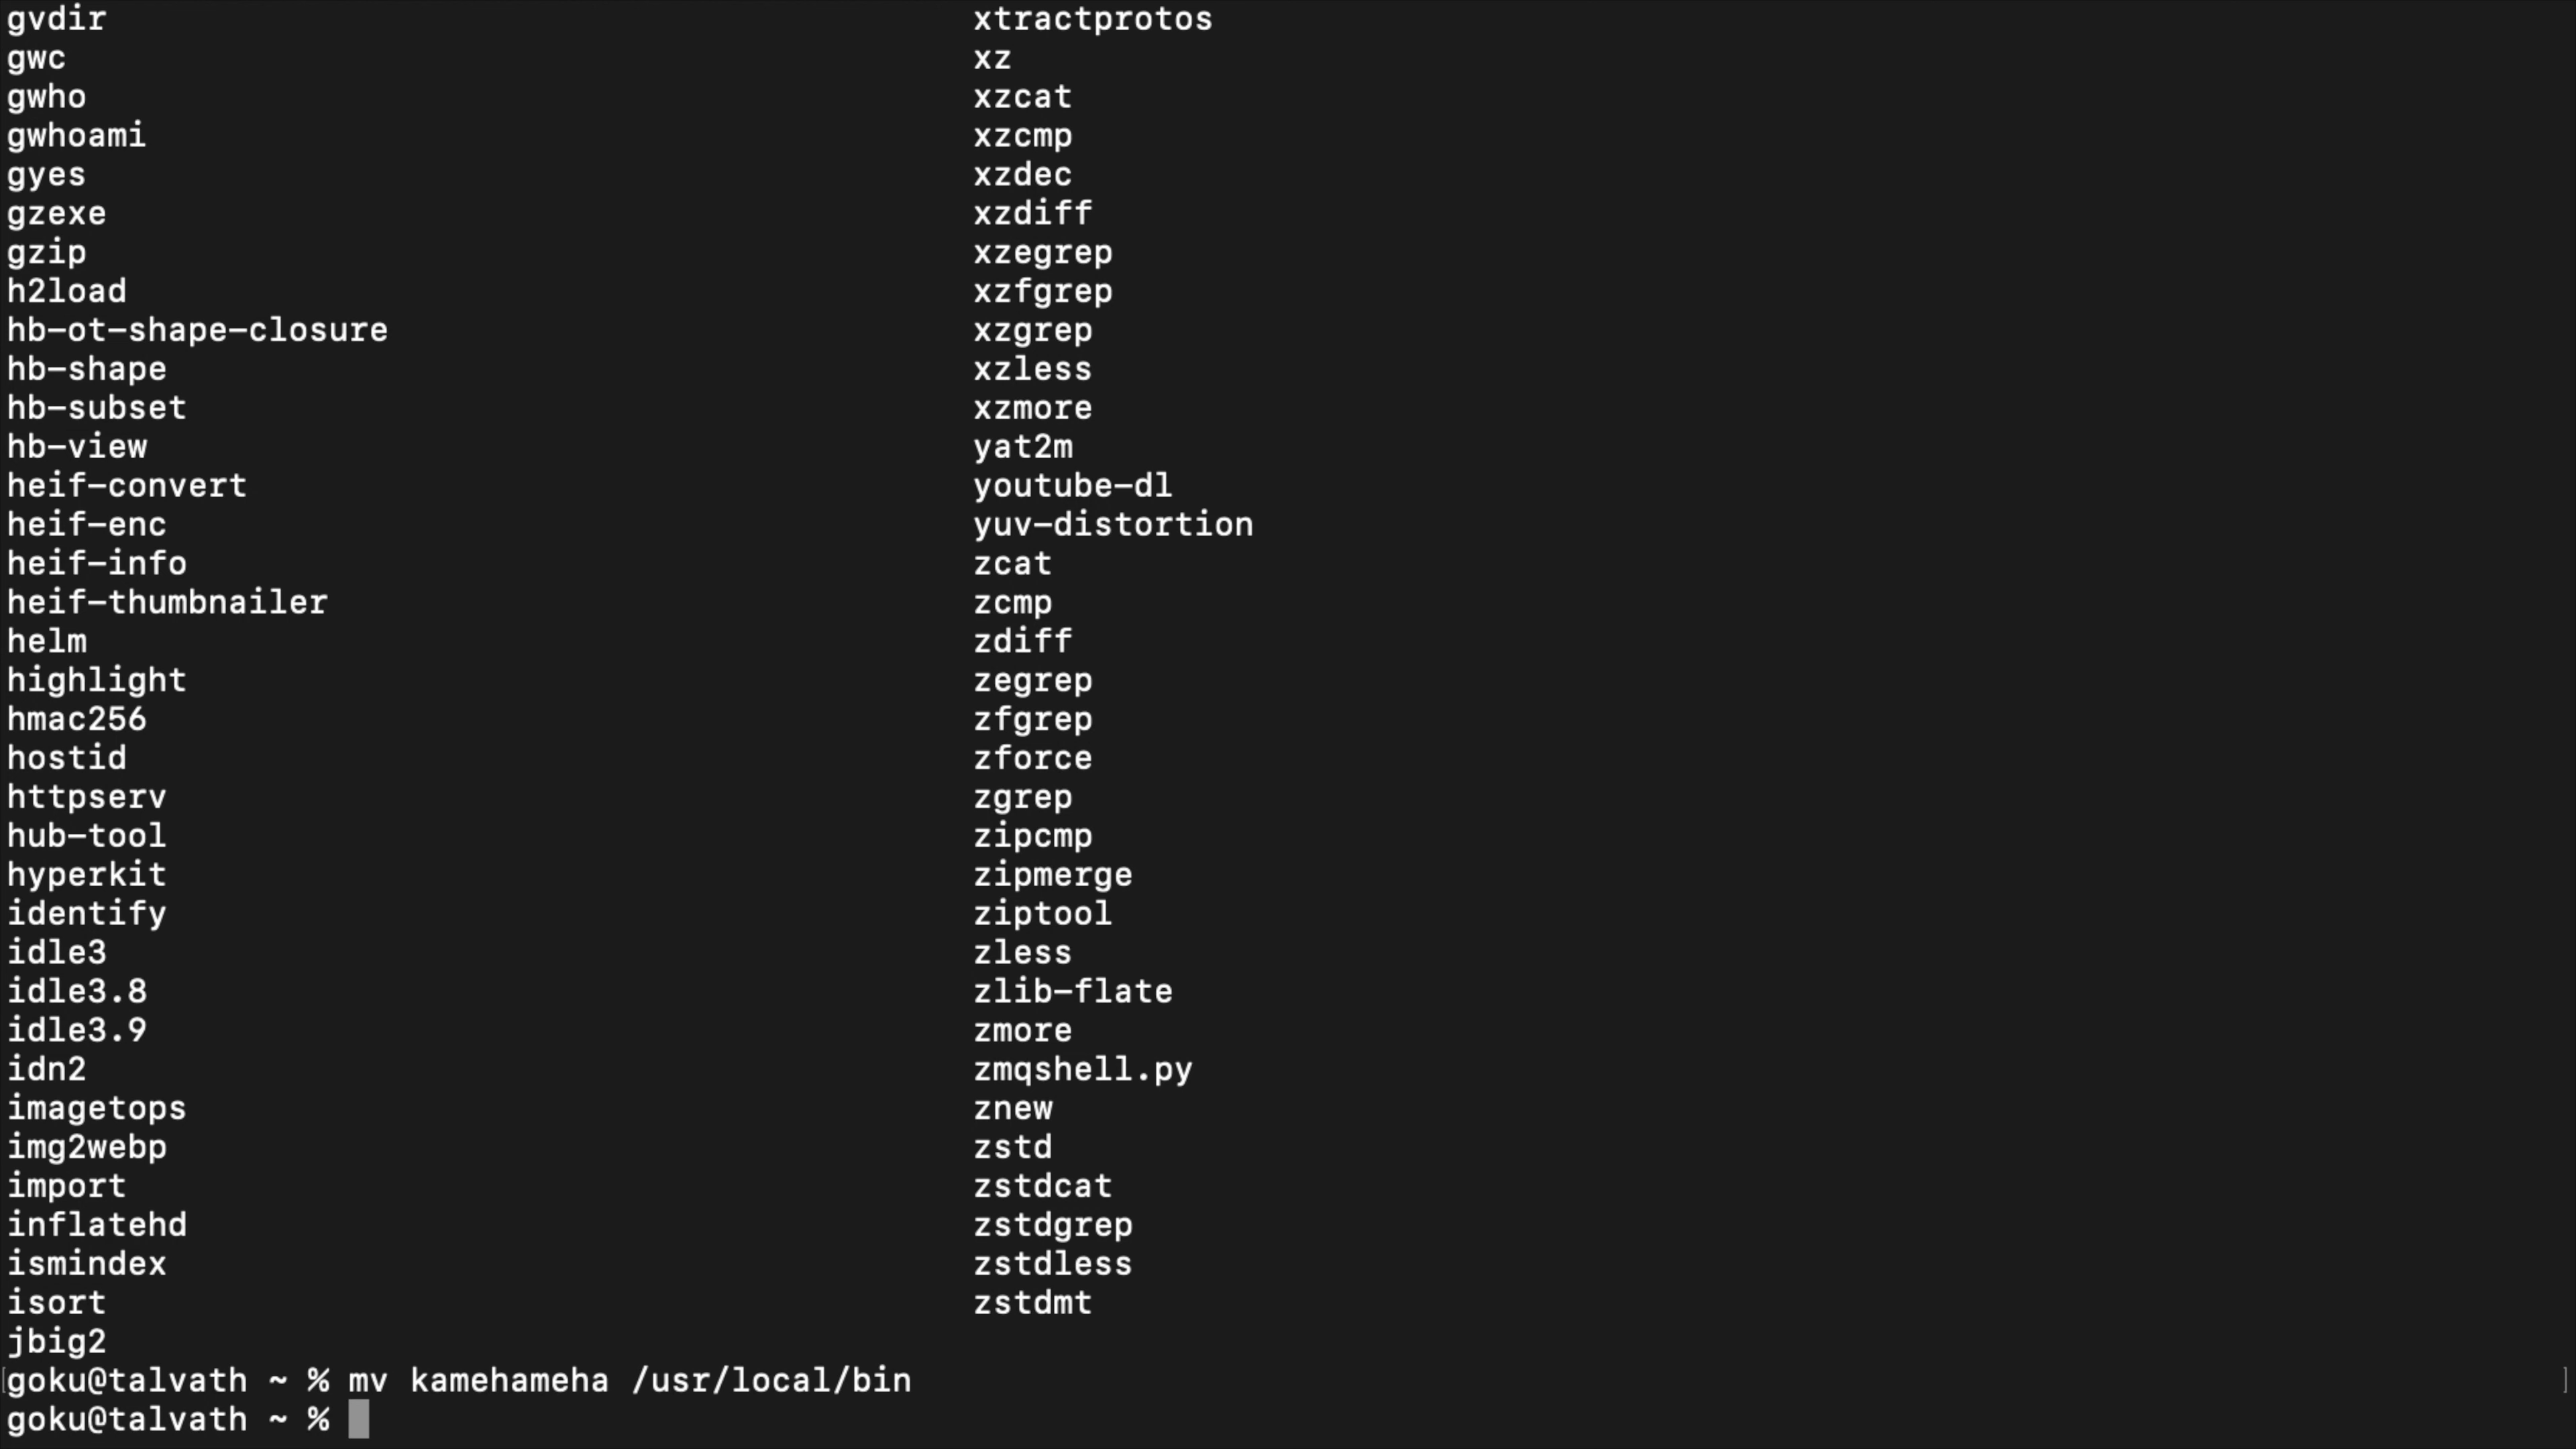 gvdir xtractprotos
gwc xz
gwho xzcat
gwhoami xzcmp
gyes xzdec
gzexe xzdiff
gzip xzegrep
h2load xzfgrep
hb-ot-shape-closure xzgrep
hb-shape xzless
hb-subset xzmore
hb-view yat2m
heif-convert youtube-dl
heif-enc yuv-distortion
heif-info zcat
heif-thumbnailer zcmp
helm zdiff
highlight zegrep
hmac256 zfgrep
hostid zforce
httpserv zgrep
hub-tool zipcmp
hyperkit zipmerge
identify ziptool
idle3 zless
idle3.8 zlib-flate
idle3.9 zmore
idn2 zmqshell.py
imagetops znew
img2webp zstd
import zstdcat
inflatehd zstdgrep
ismindex zstdless
isort zstdmt
jbig2
[goku@talvath ~ % mv kamehameha /usr/local/bin ]
goku@talvath ~ %